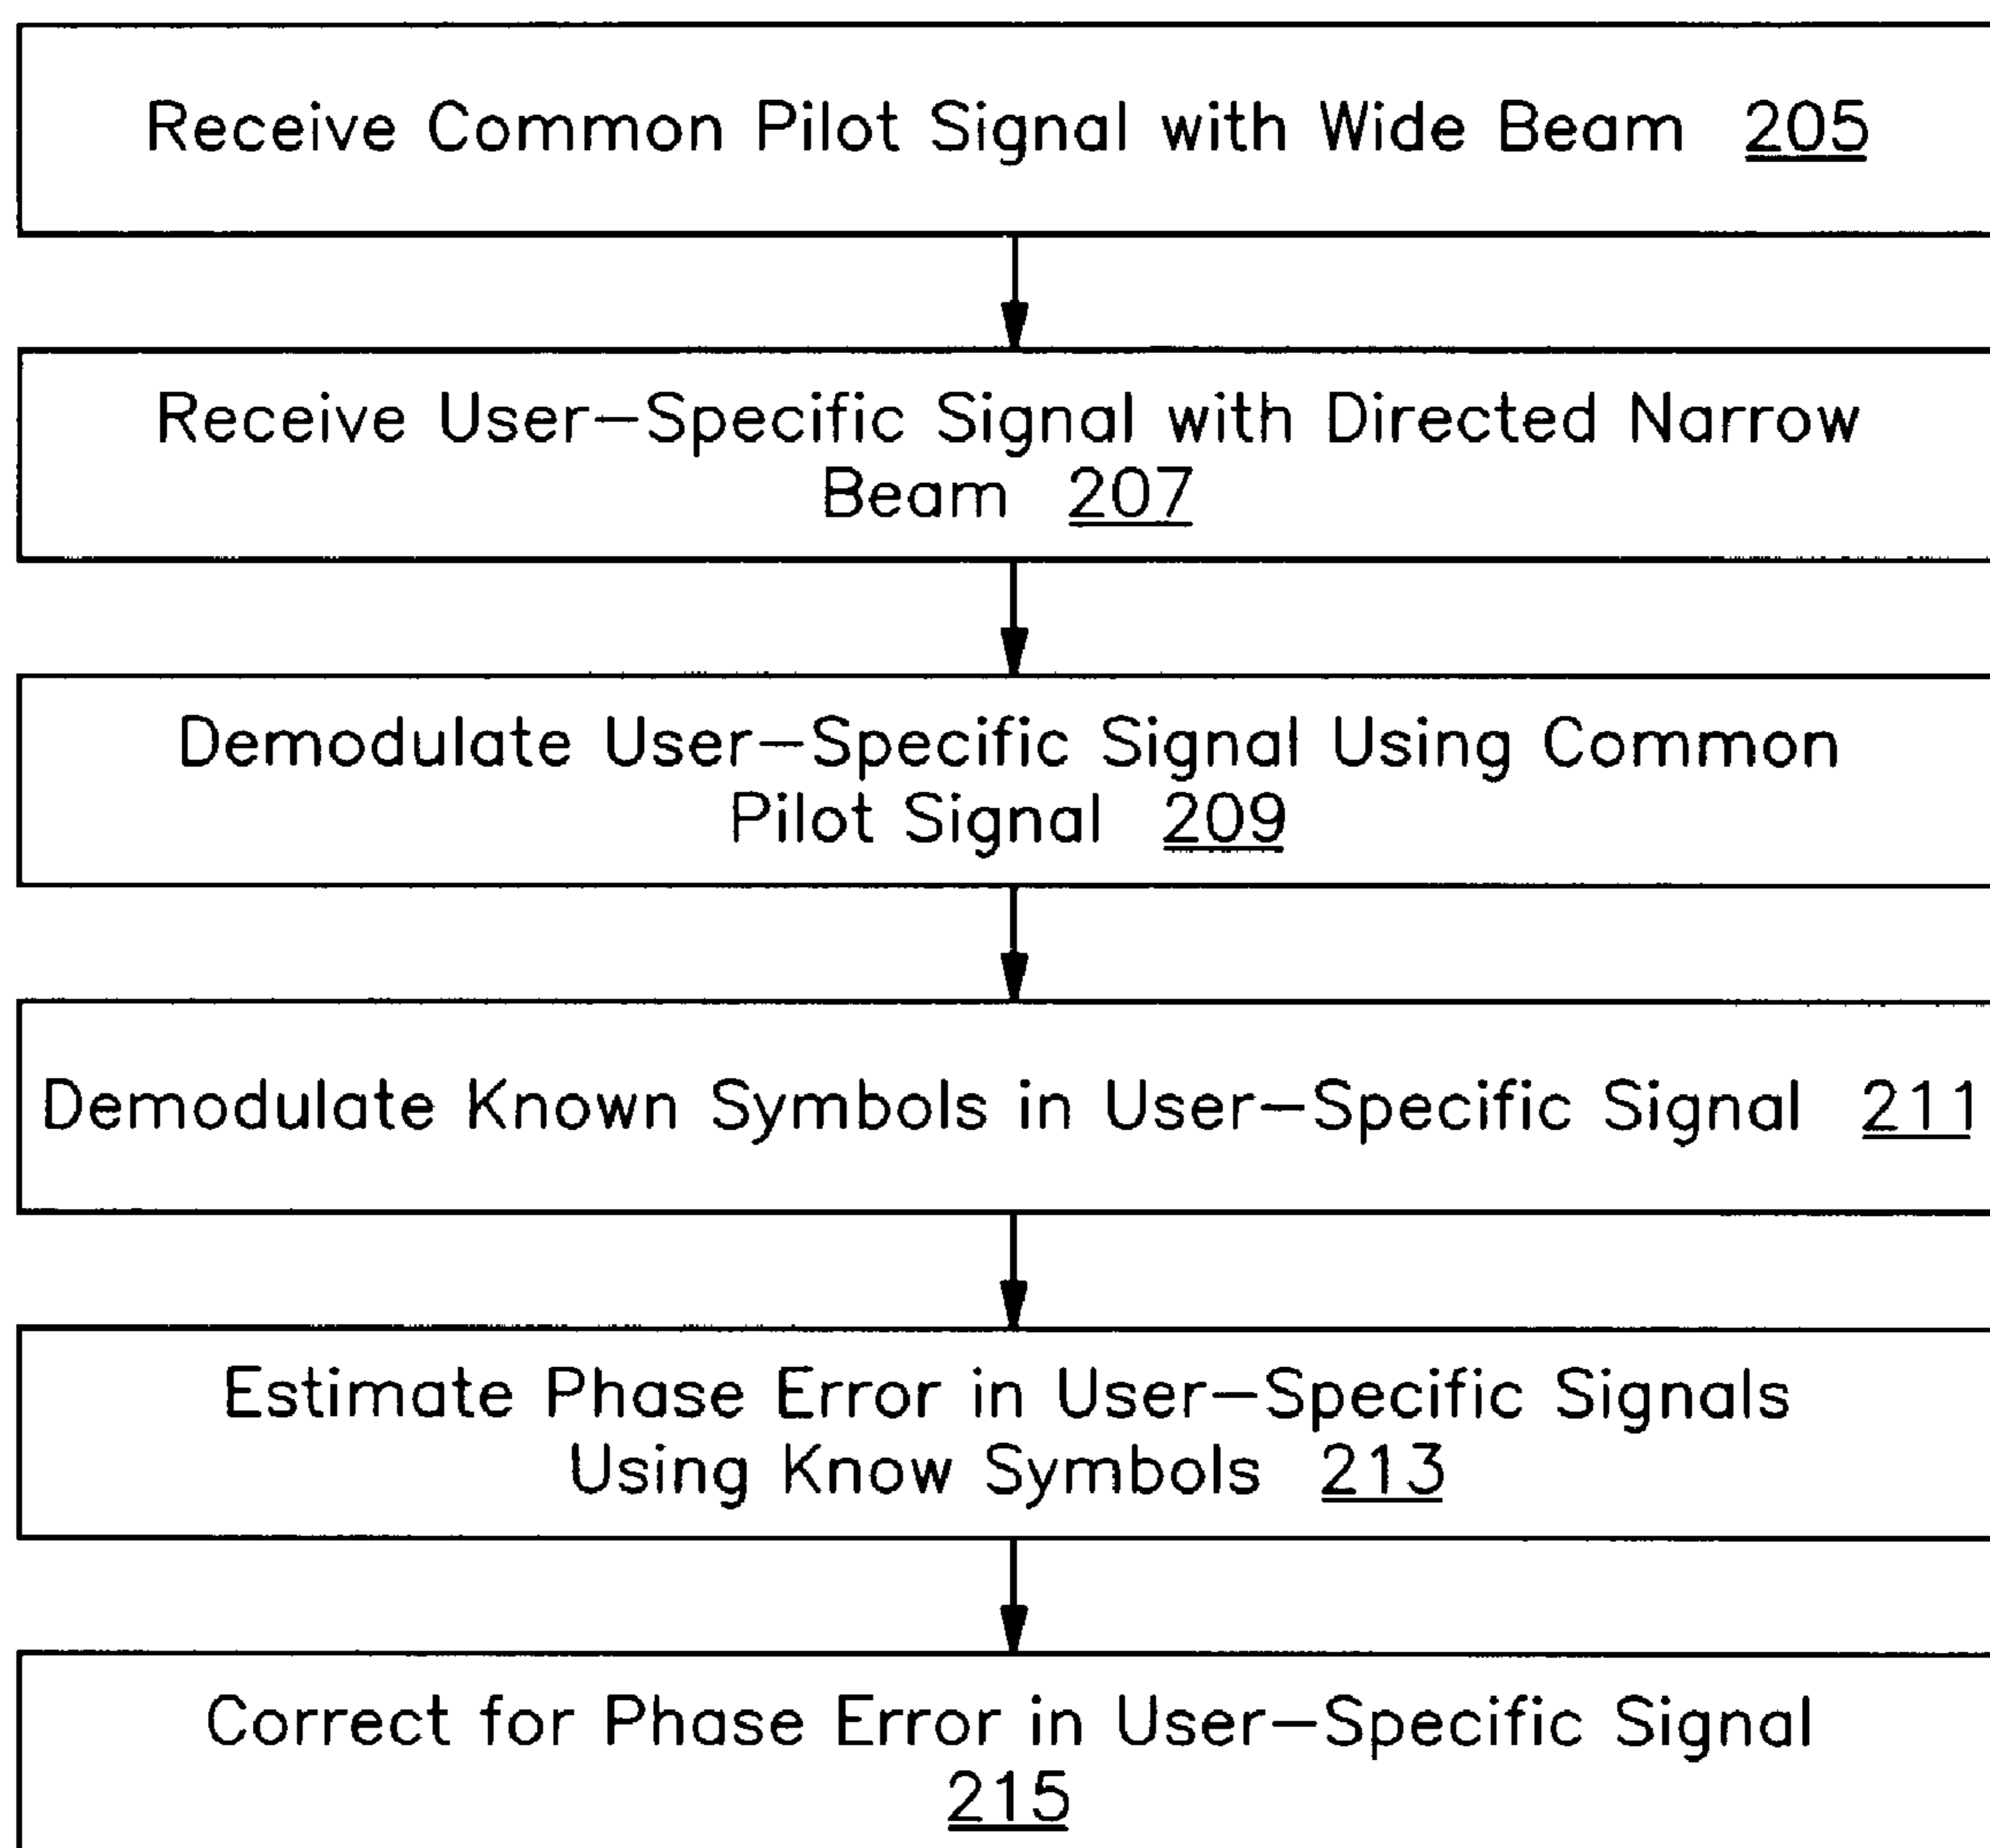 Receive Common Pilot Signal with Wide Beam 205
Receive User-Specific Signal with Directed Narrow
Beam 207
Demodulate User-Specific Signal Using Common
Pilot Signal 209
Demodulate Known Symbols in User-Specific Signal 211
Estimate Phase Error in User-Specific Signals
Using Know Symbols 213
Correct for Phase Error in User-Specific Signal
215